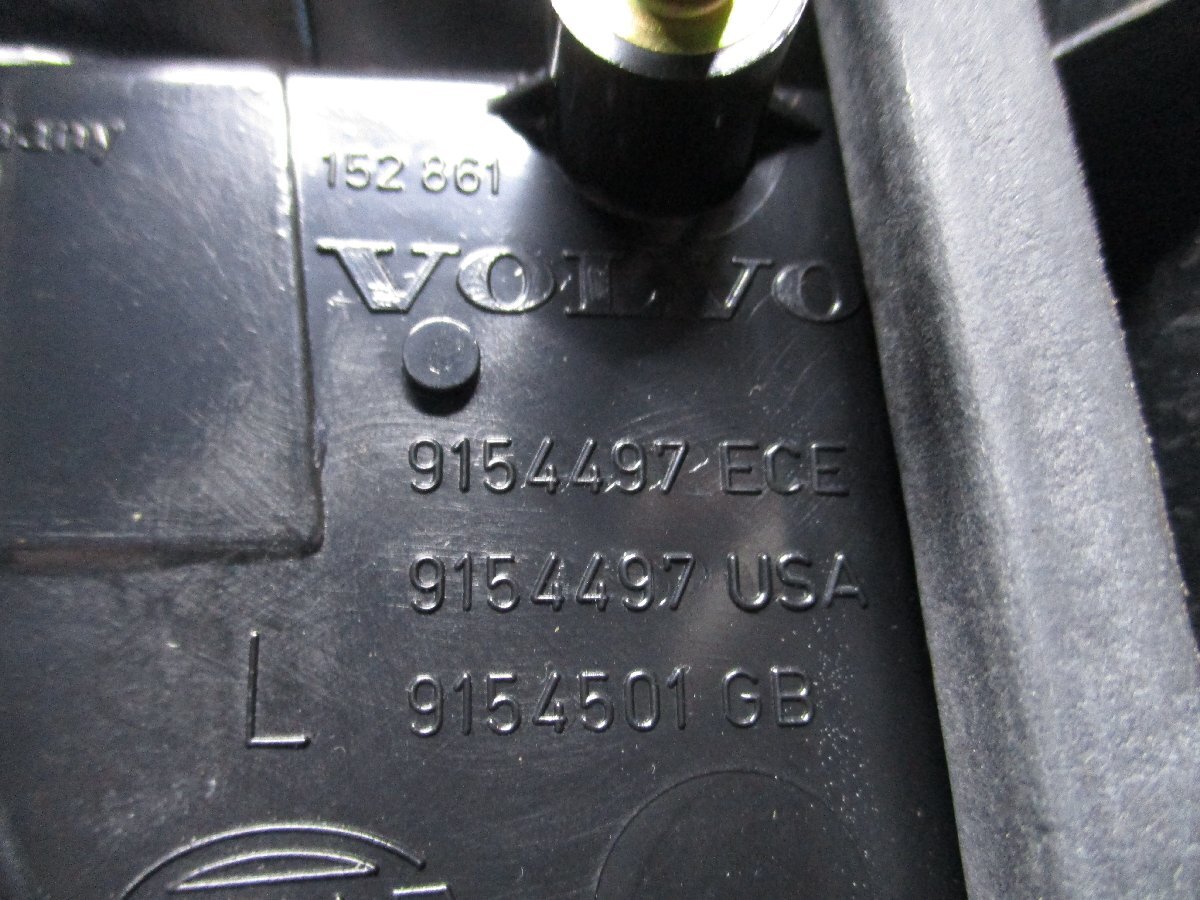 152 861
VOLVO
9154497 ECE
9154497 USA
L 9154501 GB